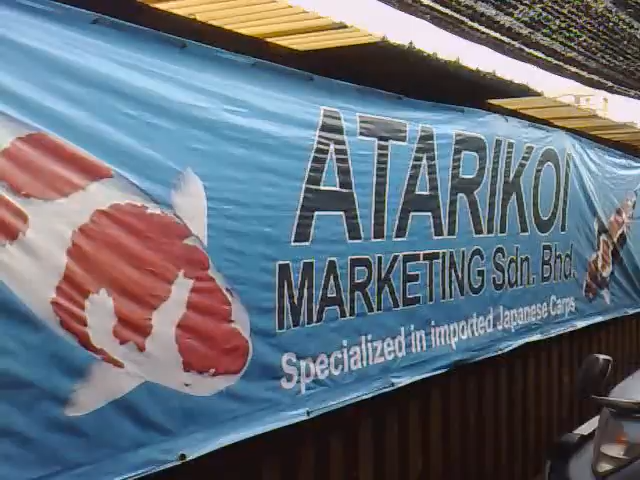 ATARIKOI
MARKETING Sdn. Bhd.
Specialized in imported Japanese Carps